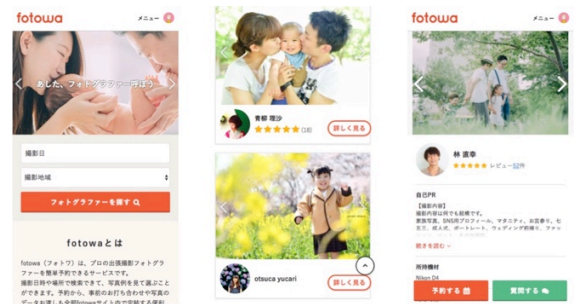 fotowa
メニュー
あした、フォトグラファー呼ぼう
撮影日
撮影地域
フォトグラファーを探す
fotowaとは
fotowa（フォトワ）は、プロの出張撮影フォトグラ
ファーを簡単予約できるサービスです。
撮影日時や場所で検索できて、写真例を見て選ぶこと
ができます。予約から、事前のお打ち合わせや写真の
青柳 理沙
(18)
詳しく見る
otsuca yucari
詳しく見る
fotowa
メニュー
林 直幸
レビュー52件
自己PR
【撮影内容】
撮影内容は何でも結構です。
家族写真、SNS用プロフィール、マタニティ、お宮参り、七
五三、成人式、ポートレート、ウェディング前撮り、ファッ
続きを読む
所持機材
Nikon D4
予約する
質問する